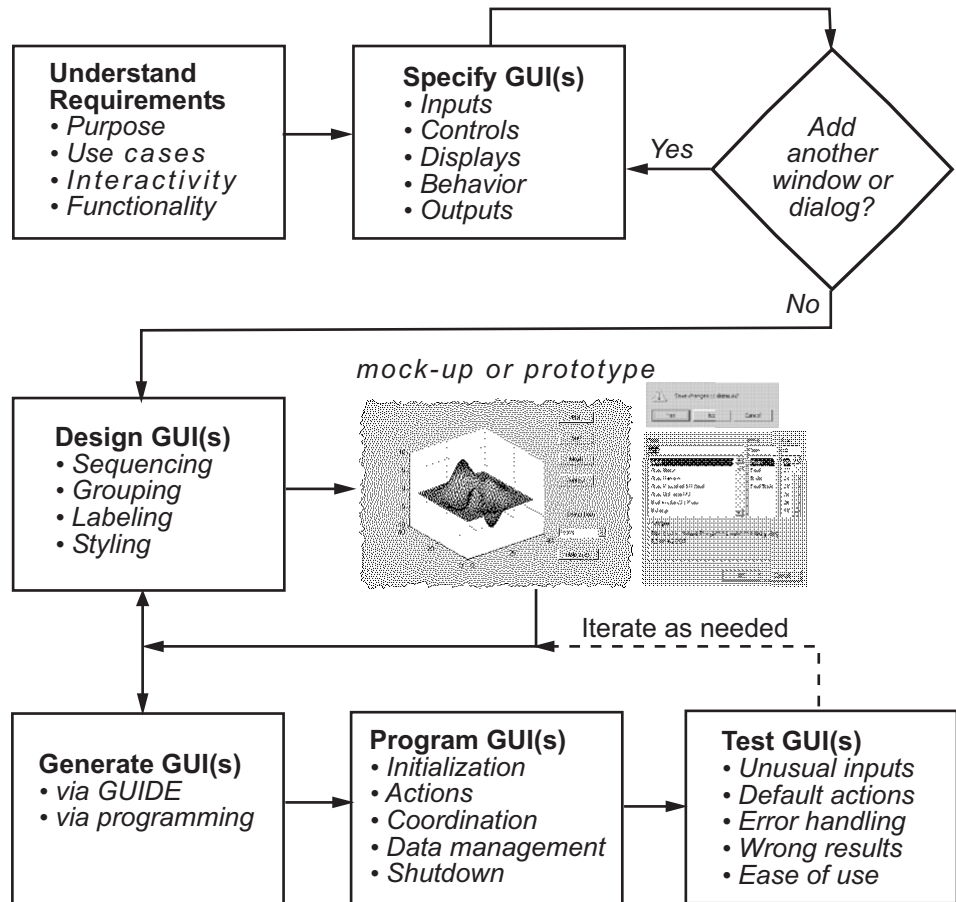 Understand
Requirements
• Purpose
• Use cases
• Interactivity
• Functionality
Specify GUI(s)
• Inputs
• Controls
• Displays
• Behavior
• Outputs
Add
another
window or
dialog?
Yes
No
mock-up or prototype
Design GUI(s)
• Sequencing
• Grouping
• Labeling
• Styling
Cancel
Iterate as needed
Generate GUI(s)
• via GUIDE
• via programming
Program GUI(s)
• Initialization
• Actions
• Coordination
• Data management
• Shutdown
Test GUI(s)
• Unusual inputs
• Default actions
• Error handling
• Wrong results
• Ease of use